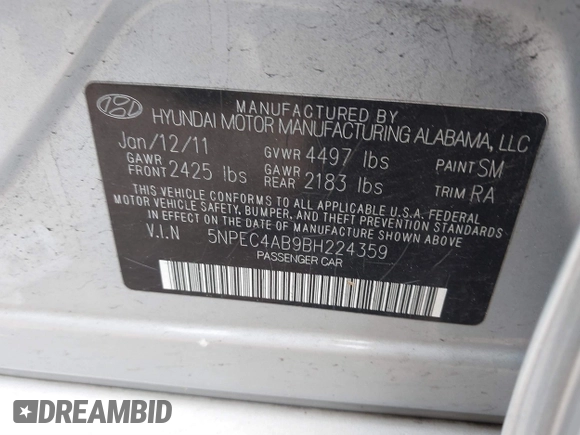 MANUFACTURED BY
HYUNDAI MOTOR MANUFACTURING ALABAMA, LLC
Jan/12/11 GVWR 4497 lbs PAINT SM
GAWR FRONT 2425 lbs GAWR REAR 2183 lbs TRIM RA
THIS VEHICLE CONFORMS TO ALL APPLICABLE U.S.A. FEDERAL
MOTOR VEHICLE SAFETY, BUMPER, AND THEFT PREVENTION STANDARDS
IN EFFECT ON THE DATE OF MANUFACTURE SHOWN ABOVE
V.I.N 5NPEC4AB9BH224359
PASSENGER CAR
DREAMBID